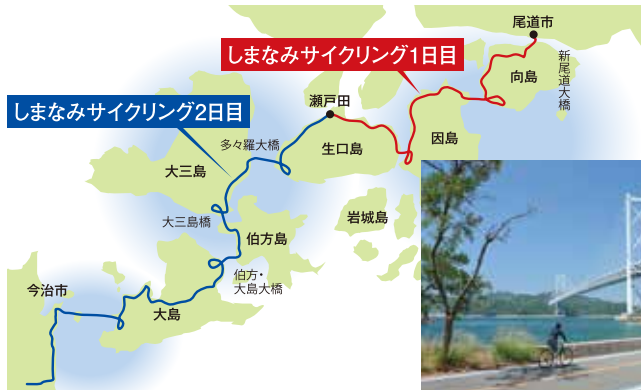 尾道市
しまなみサイクリング1日目
向島
新尾道大橋
瀬戸田
因島
しまなみサイクリング2日目
多々羅大橋
生口島
大三島
岩城島
大三島橋
伯方島
伯方・
大島大橋
今治市
大島